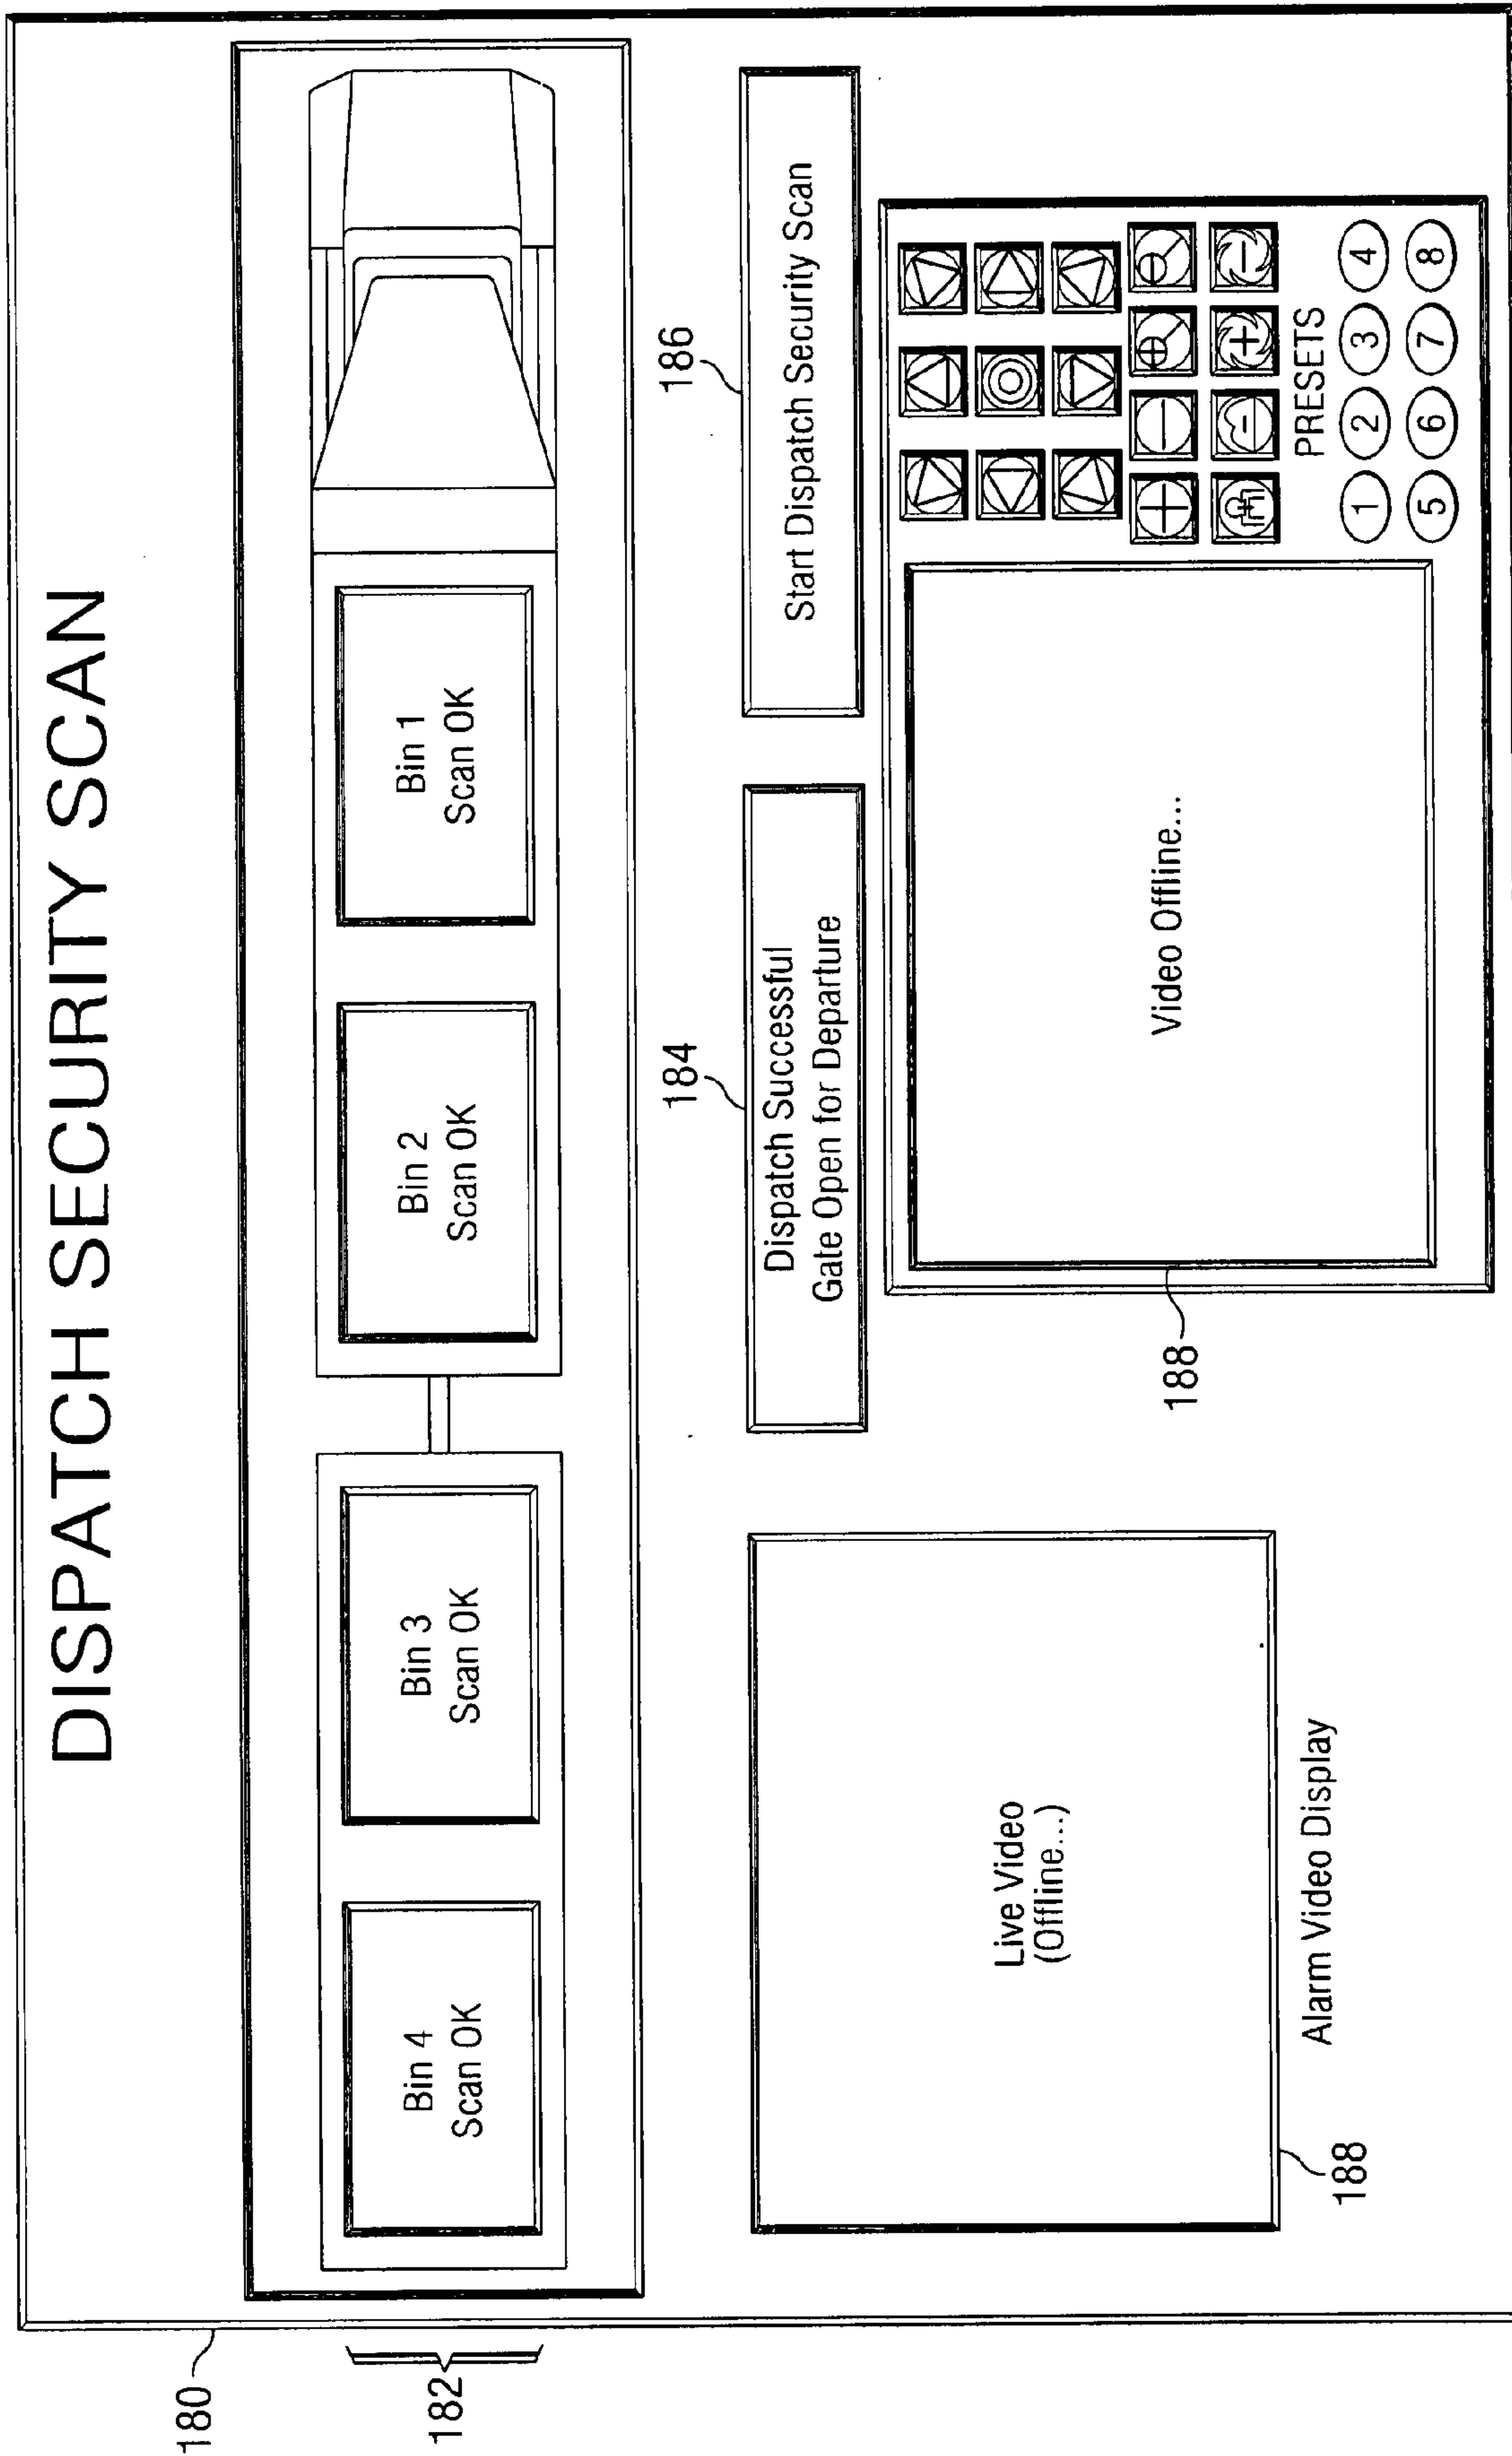 DISPATCH SECURITY SCAN
180
182
Bin 4
Scan OK
Bin 3
Scan OK
Bin 2
Scan OK
Bin 1
Scan OK
184
Dispatch Successful
Gate Open for Departure
186
Start Dispatch Security Scan
Live Video
(Offline...)
188
Alarm Video Display
Video Offline...
188
PRESETS
1 2 3 4
5 6 7 8